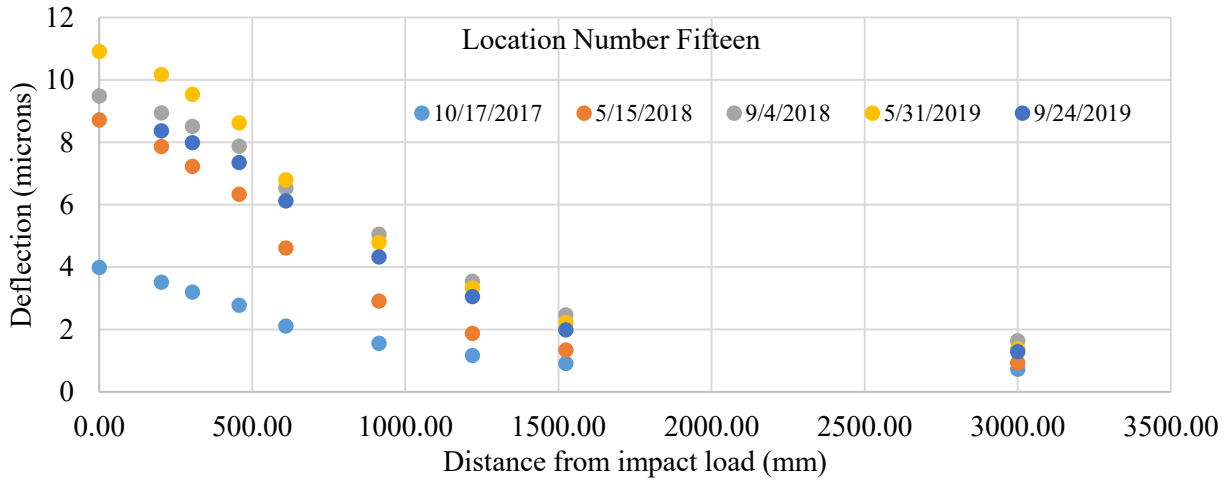 Location Number Fifteen
10/17/2017 5/15/2018 9/4/2018 5/31/2019 9/24/2019
Deflection (microns)
12
10
8
6
4
2
0
0.00 500.00 1000.00 1500.00 2000.00 2500.00 3000.00 3500.00
Distance from impact load (mm)